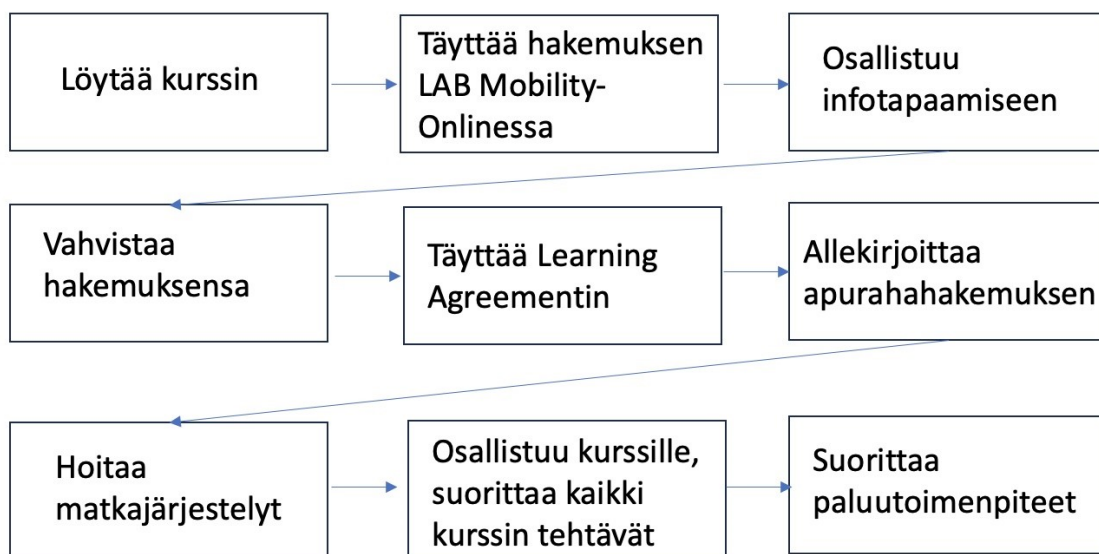 Löytää kurssin
Täyttää hakemuksen
LAB Mobility-
Onlinessa
Osallistuu
infotapaamiseen
Vahvistaa
hakemuksensa
Täyttää Learning
Agreementin
Allekirjoittaa
apurahahakemuksen
Hoitaa
matkajärjestelyt
Osallistuu kurssille,
suorittaa kaikki
kurssin tehtävät
Suorittaa
paluutoimenpiteet